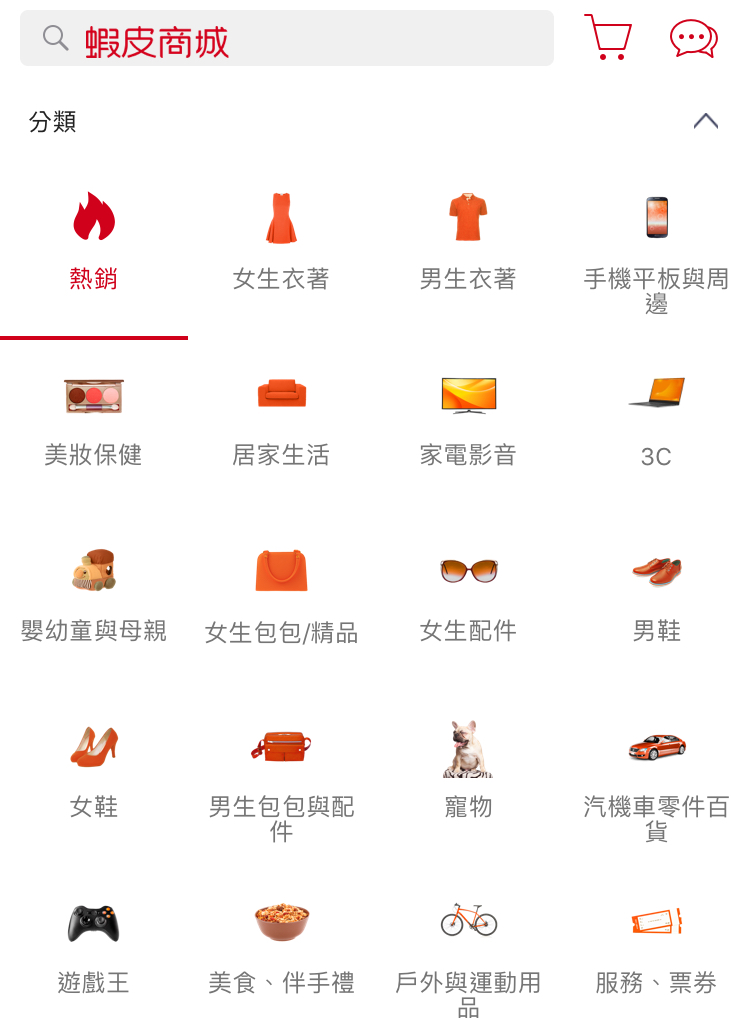 蝦皮商城
分類
熱銷
女生衣著
男生衣著
手機平板與周
邊
美妝保健
居家生活
家電影音
3C
嬰幼童與母親
女生包包/精品
女生配件
男鞋
女鞋
男生包包與配
件
寵物
汽機車零件百
貨
遊戲王
美食、伴手禮
戶外與運動用
品
服務、票券